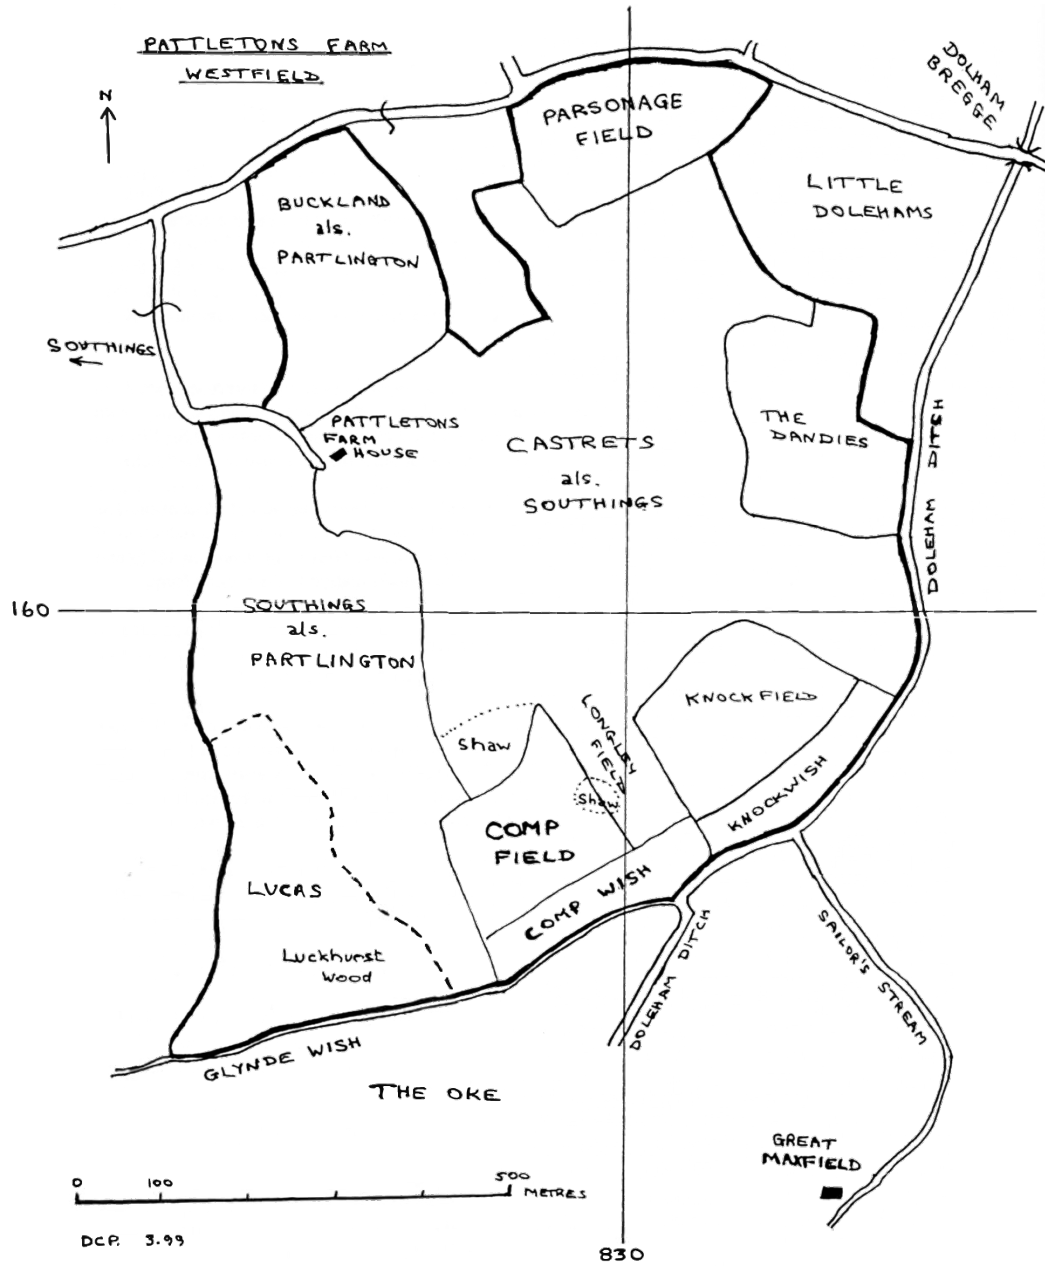 PATTLETONS FARM
WESTFIELD
N
DOLHAM
BREGGE
PARSONAGE
FIELD
LITTLE
DOLEHAMS
BUCKLAND
als.
PARTLINGTON
SOUTHINGS
PATTLETONS
FARM
HOUSE
THE
DANDIES
CASTRETS
als.
SOUTHINGS
DOLEHAM DITCH
160
SOUTHINGS
als.
PARTLINGTON
KNOCKFIELD
LONGLEY
FIELD
Shaw
Shaw
KNOCKWISH
COMP
FIELD
COMP WISH
LUCAS
Luckhurst
Wood
DOLEHAM DITCH
SAILOR'S STREAM
GLYNDE WISH
THE OKE
GREAT
MAXFIELD
0 100 500
METRES
DCP. 3.99
830